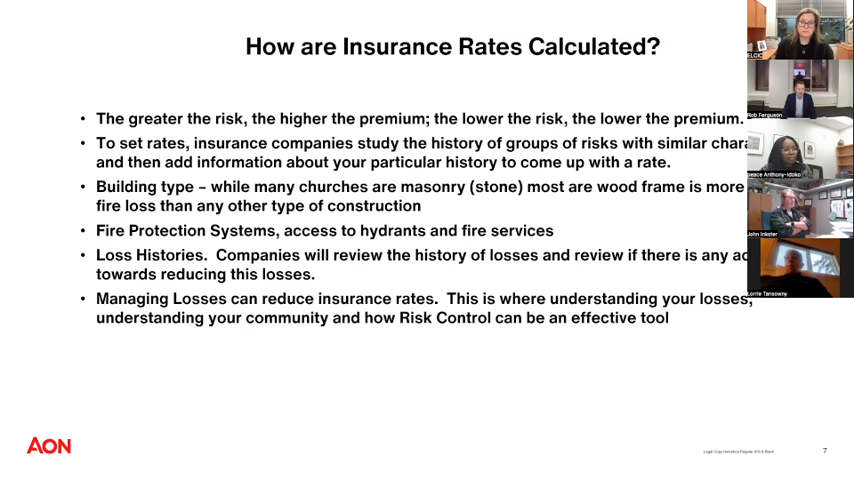 How are Insurance Rates Calculated?
• The greater the risk, the higher the premium; the lower the risk, the lower the premium.
• To set rates, insurance companies study the history of groups of risks with similar
and then add information about your particular history to come up with a rate.
• Building type – while many churches are masonry (stone) most are wood frame is more
fire loss than any other type of construction
• Fire Protection Systems, access to hydrants and fire services
• Loss Histories. Companies will review the history of losses and review if there is any
towards reducing this losses.
• Managing Losses can reduce insurance rates. This is where understanding your losses,
understanding your community and how Risk Control can be an effective tool
ELCIC
Rob Ferguson
peace Anthony-Idoko
John Inkster
Lorrie Tansowny
AON
7